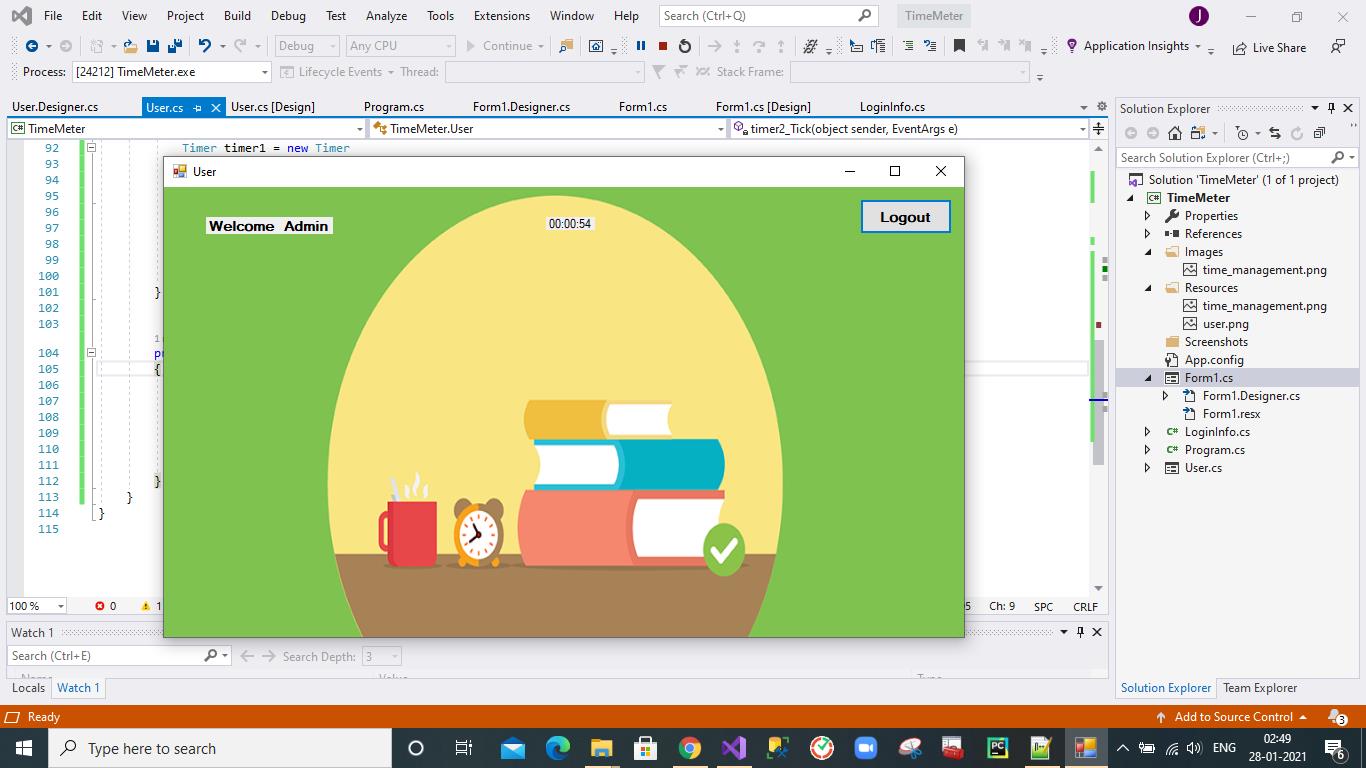 File Edit View Project Build Debug Test Analyze Tools Extensions Window Help Search (Ctrl+Q) TimeMeter J
Debug Any CPU Continue Application Insights Live Share
Process: [24212] TimeMeter.exe Lifecycle Events Thread: Stack Frame:
User.Designer.cs User.cs User.cs [Design] Program.cs Form1.Designer.cs Form1.cs Form1.cs [Design] LoginInfo.cs
C# TimeMeter TimeMeter.User timer2_Tick(object sender, EventArgs e)
92 Timer timer1 = new Timer
93
94
95
96
97
98
99
100
101 }
102
103
104
105 {
106
107
108
109
110
111
112 }
113 }
114 }
115
User
Welcome Admin
00:00:54
Logout
100 % 0 1 Ch: 9 SPC CRLF
Watch 1
Search (Ctrl+E) Search Depth: 3
Locals Watch 1
Solution Explorer
Search Solution Explorer (Ctrl+;)
Solution 'TimeMeter' (1 of 1 project)
C# TimeMeter
Properties
References
Images
time_management.png
Resources
time_management.png
user.png
Screenshots
App.config
Form1.cs
Form1.Designer.cs
Form1.resx
C# LoginInfo.cs
C# Program.cs
User.cs
Solution Explorer Team Explorer
Ready Add to Source Control 3
Type here to search PC ENG 02:49
28-01-2021 6